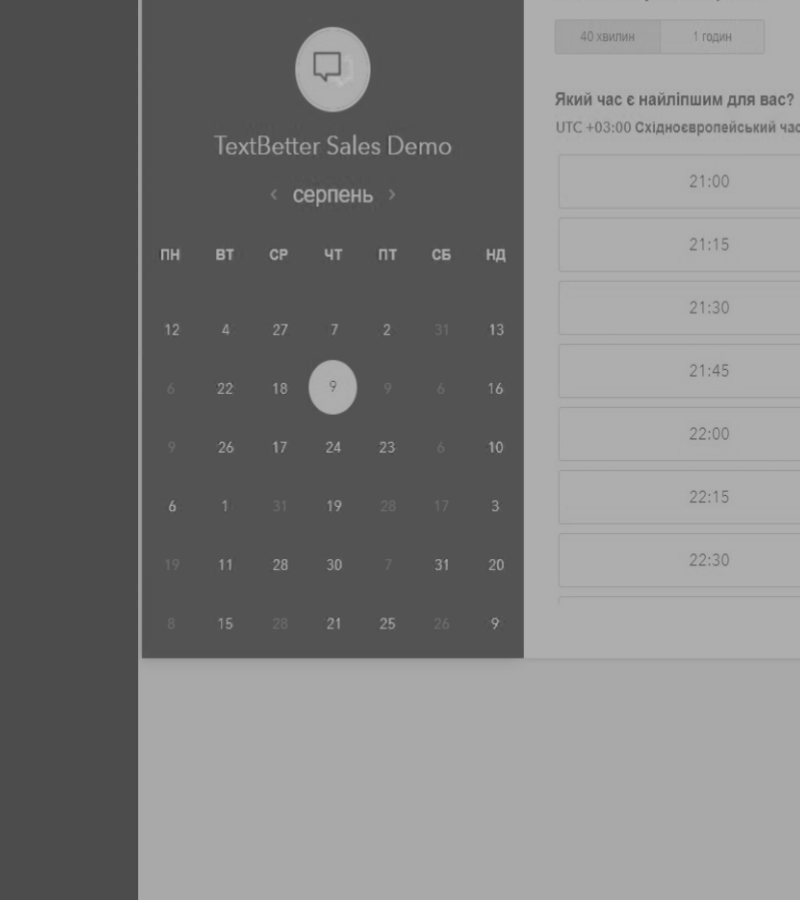 40 хвилин 1 годин
Який час є найліпшим для вас?
UTC +03:00 Східноєвропейський час
TextBetter Sales Demo
‹ серпень ›
ПН ВТ СР ЧТ ПТ СБ НД
12 4 27 7 2 31 13
6 22 18 9 9 6 16
9 26 17 24 23 6 10
6 1 31 19 28 17 3
19 11 28 30 7 31 20
8 15 28 21 25 26 9
21:00
21:15
21:30
21:45
22:00
22:15
22:30